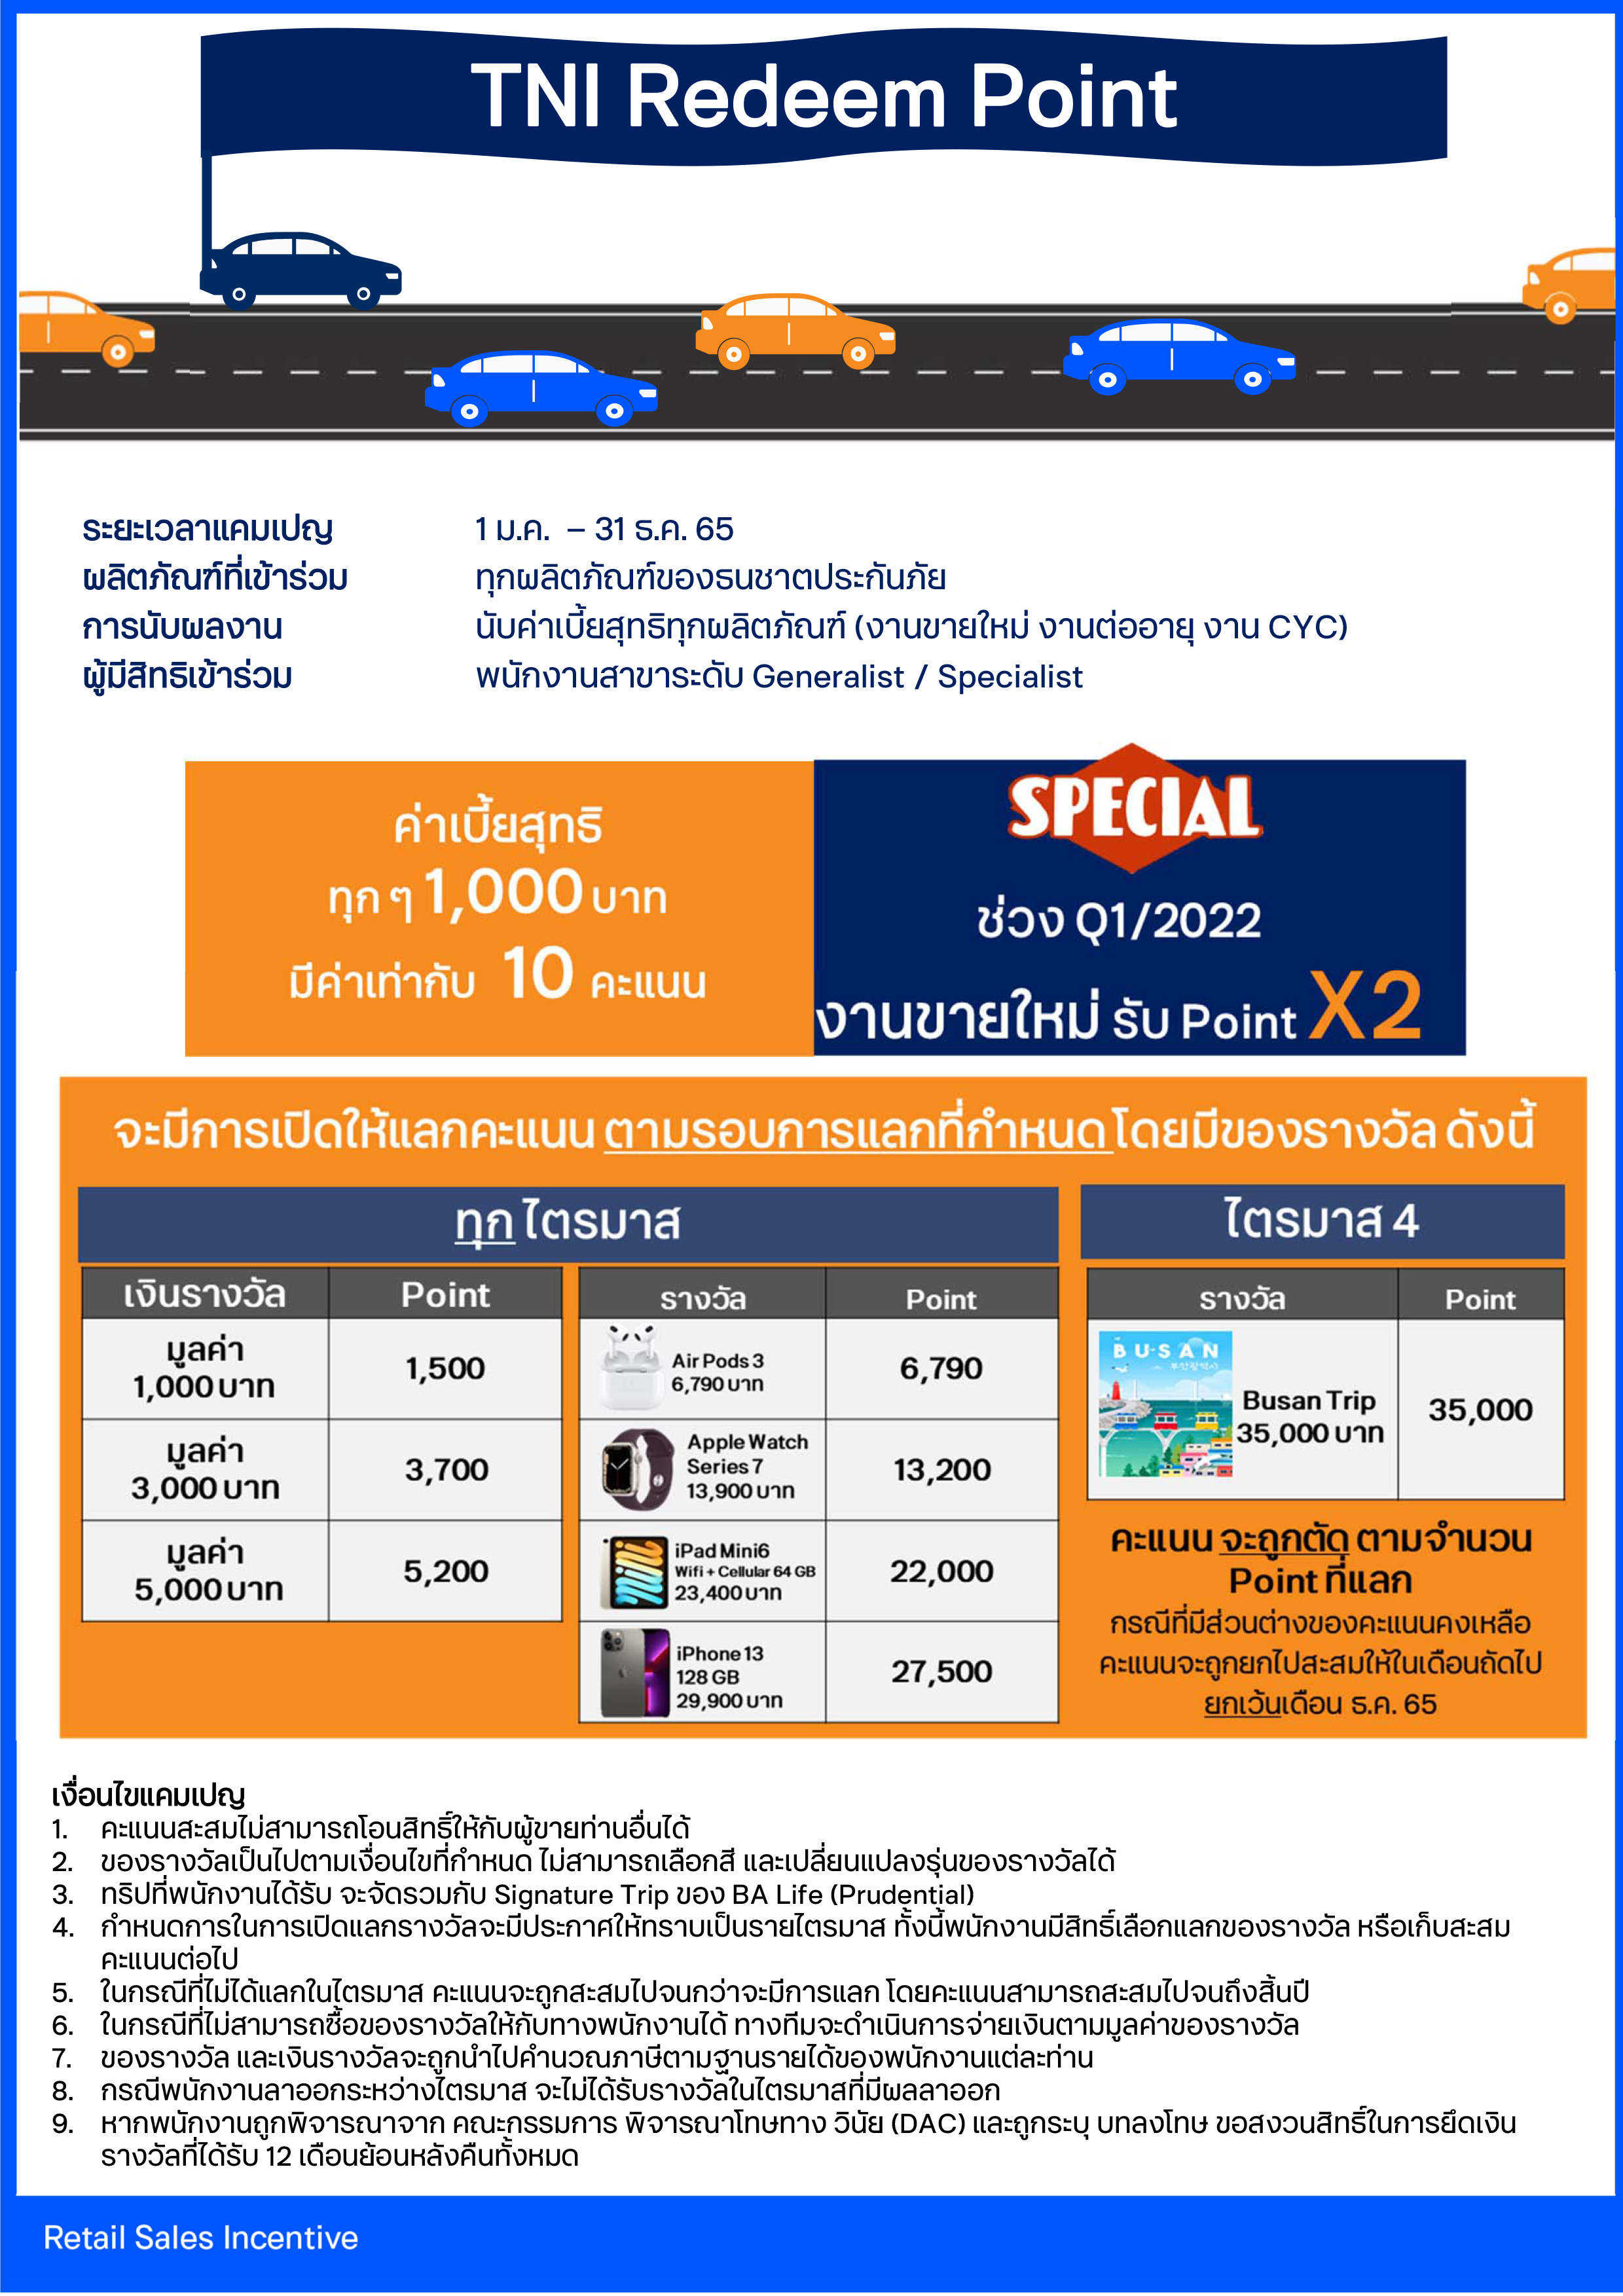 TNI Redeem Point
ระยะเวลาแคมเปญ 1 ม.ค. – 31 ธ.ค. 65
ผลิตภัณฑ์ที่เข้าร่วม ทุกผลิตภัณฑ์ของธนชาตประกันภัย
การนับผลงาน นับค่าเบี้ยสุทธิทุกผลิตภัณฑ์ (งานขายใหม่ งานต่ออายุ งาน CYC)
ผู้มีสิทธิเข้าร่วม พนักงานสาขาระดับ Generalist / Specialist
ค่าเบี้ยสุทธิ
ทุก ๆ 1,000 บาท
มีค่าเท่ากับ 10 คะแนน
SPECIAL
ช่วง Q1/2022
งานขายใหม่ รับ Point X2
จะมีการเปิดให้แลกคะแนน ตามรอบการแลกที่กำหนด โดยมีของรางวัล ดังนี้
ทุก ไตรมาส
เงินรางวัล Point
มูลค่า
1,000 บาท 1,500
มูลค่า
3,000 บาท 3,700
มูลค่า
5,000 บาท 5,200
รางวัล Point
Air Pods 3
6,790 บาท 6,790
Apple Watch
Series 7
13,900 บาท 13,200
iPad Mini6
Wifi + Cellular 64 GB
23,400 บาท 22,000
iPhone 13
128 GB
29,900 บาท 27,500
ไตรมาส 4
รางวัล Point
BU-SAN
부산광역시
Busan Trip
35,000 บาท 35,000
คะแนน จะถูกตัด ตามจำนวน
Point ที่แลก
กรณีที่มีส่วนต่างของคะแนนคงเหลือ
คะแนนจะถูกยกไปสะสมให้ในเดือนถัดไป
ยกเว้นเดือน ธ.ค. 65
เงื่อนไขแคมเปญ
1. คะแนนสะสมไม่สามารถโอนสิทธิ์ให้กับผู้ขายท่านอื่นได้
2. ของรางวัลเป็นไปตามเงื่อนไขที่กำหนด ไม่สามารถเลือกสี และเปลี่ยนแปลงรุ่นของรางวัลได้
3. ทริปที่พนักงานได้รับ จะจัดรวมกับ Signature Trip ของ BA Life (Prudential)
4. กำหนดการในการเปิดแลกรางวัลจะมีประกาศให้ทราบเป็นรายไตรมาส ทั้งนี้พนักงานมีสิทธิ์เลือกแลกของรางวัล หรือเก็บสะสม
คะแนนต่อไป
5. ในกรณีที่ไม่ได้แลกในไตรมาส คะแนนจะถูกสะสมไปจนกว่าจะมีการแลก โดยคะแนนสามารถสะสมไปจนถึงสิ้นปี
6. ในกรณีที่ไม่สามารถซื้อของรางวัลให้กับทางพนักงานได้ ทางทีมจะดำเนินการจ่ายเงินตามมูลค่าของรางวัล
7. ของรางวัล และเงินรางวัลจะถูกนำไปคำนวณภาษีตามฐานรายได้ของพนักงานแต่ละท่าน
8. กรณีพนักงานลาออกระหว่างไตรมาส จะไม่ได้รับรางวัลในไตรมาสที่มีผลลาออก
9. หากพนักงานถูกพิจารณาจาก คณะกรรมการ พิจารณาโทษทาง วินัย (DAC) และถูกระบุ บทลงโทษ ขอสงวนสิทธิ์ในการยึดเงิน
รางวัลที่ได้รับ 12 เดือนย้อนหลังคืนทั้งหมด
Retail Sales Incentive